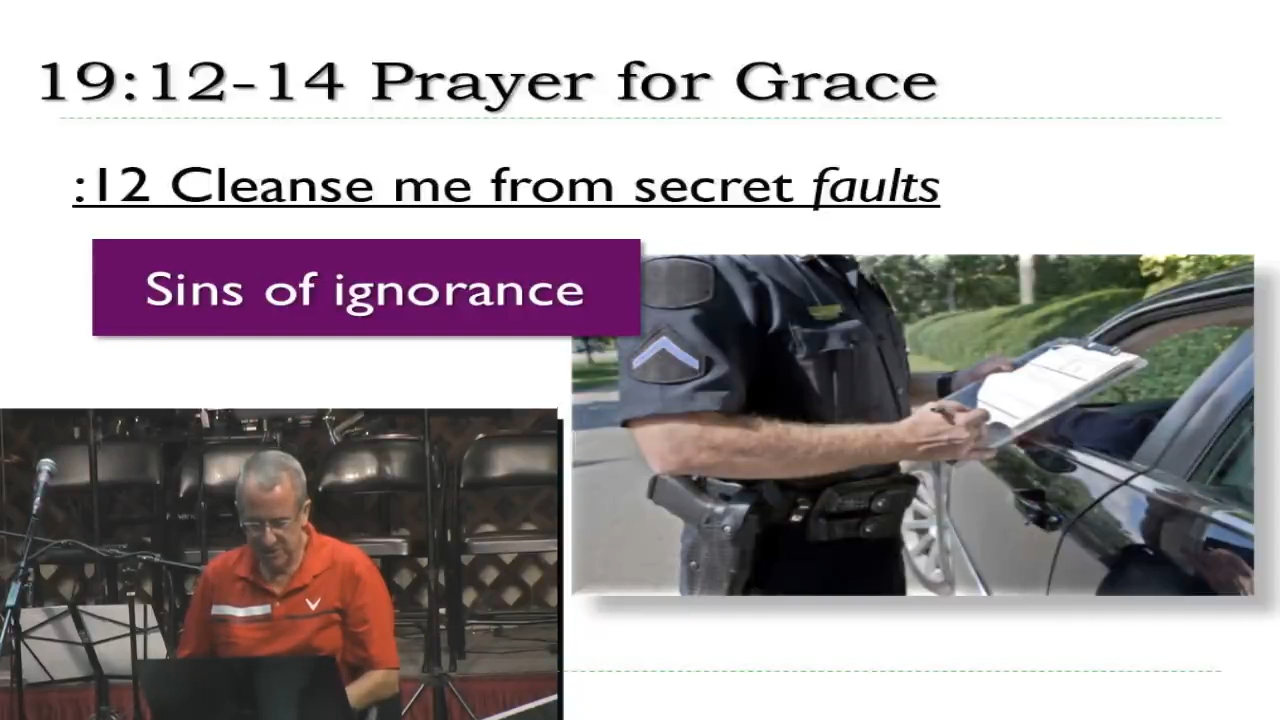 19:12-14 Prayer for Grace
:12 Cleanse me from secret faults
Sins of ignorance